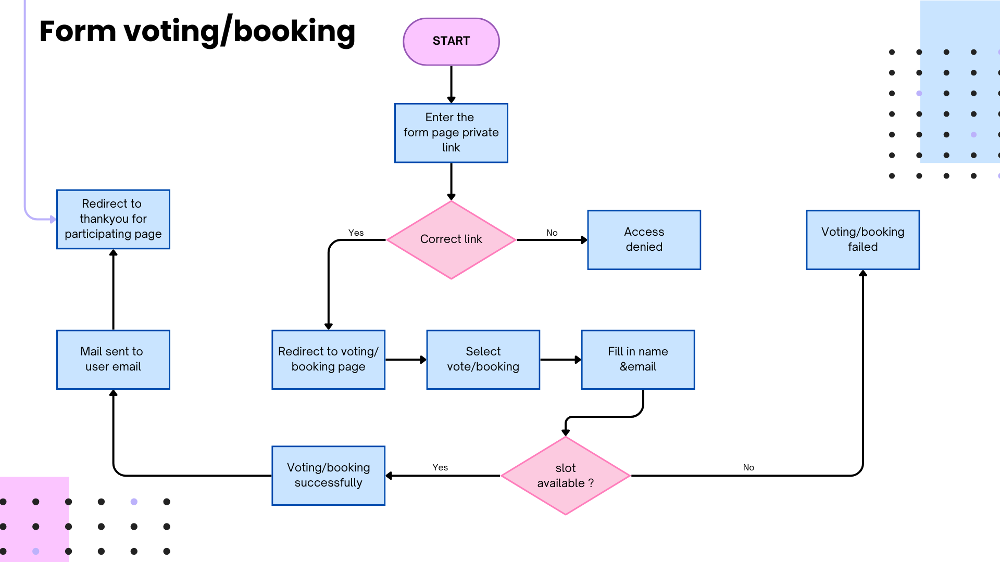 Form voting/booking
START
Enter the
form page private
link
Redirect to
thankyou for
participating page
Yes
Correct link
No
Access
denied
Voting/booking
failed
Mail sent to
user email
Redirect to voting/
booking page
Select
vote/booking
Fill in name
&email
Voting/booking
successfully
Yes
slot
available ?
No